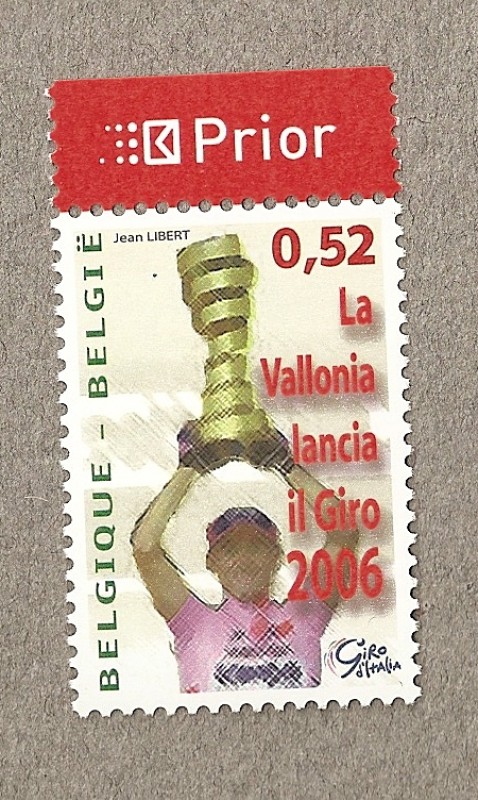 Prior
Jean LIBERT
0,52
La
Vallonia
lancia
il Giro
2006
BELGIQUE - BELGIË
GiRO
d'ITALIA